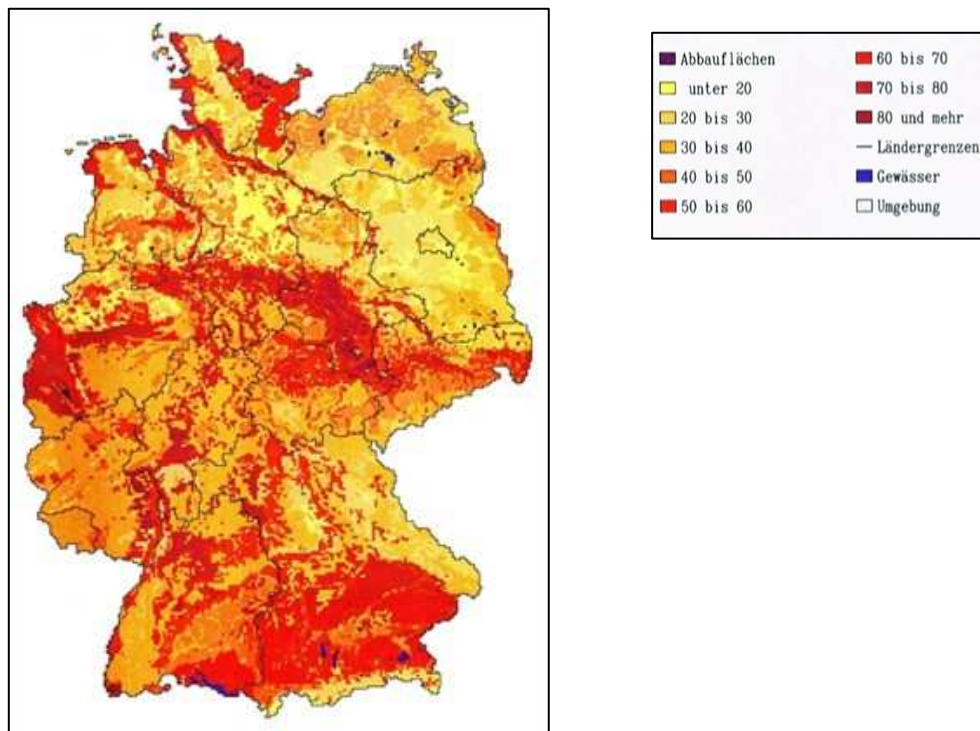 Abbauflächen
unter 20
20 bis 30
30 bis 40
40 bis 50
50 bis 60
60 bis 70
70 bis 80
80 und mehr
Ländergrenzen
Gewässer
Umgebung